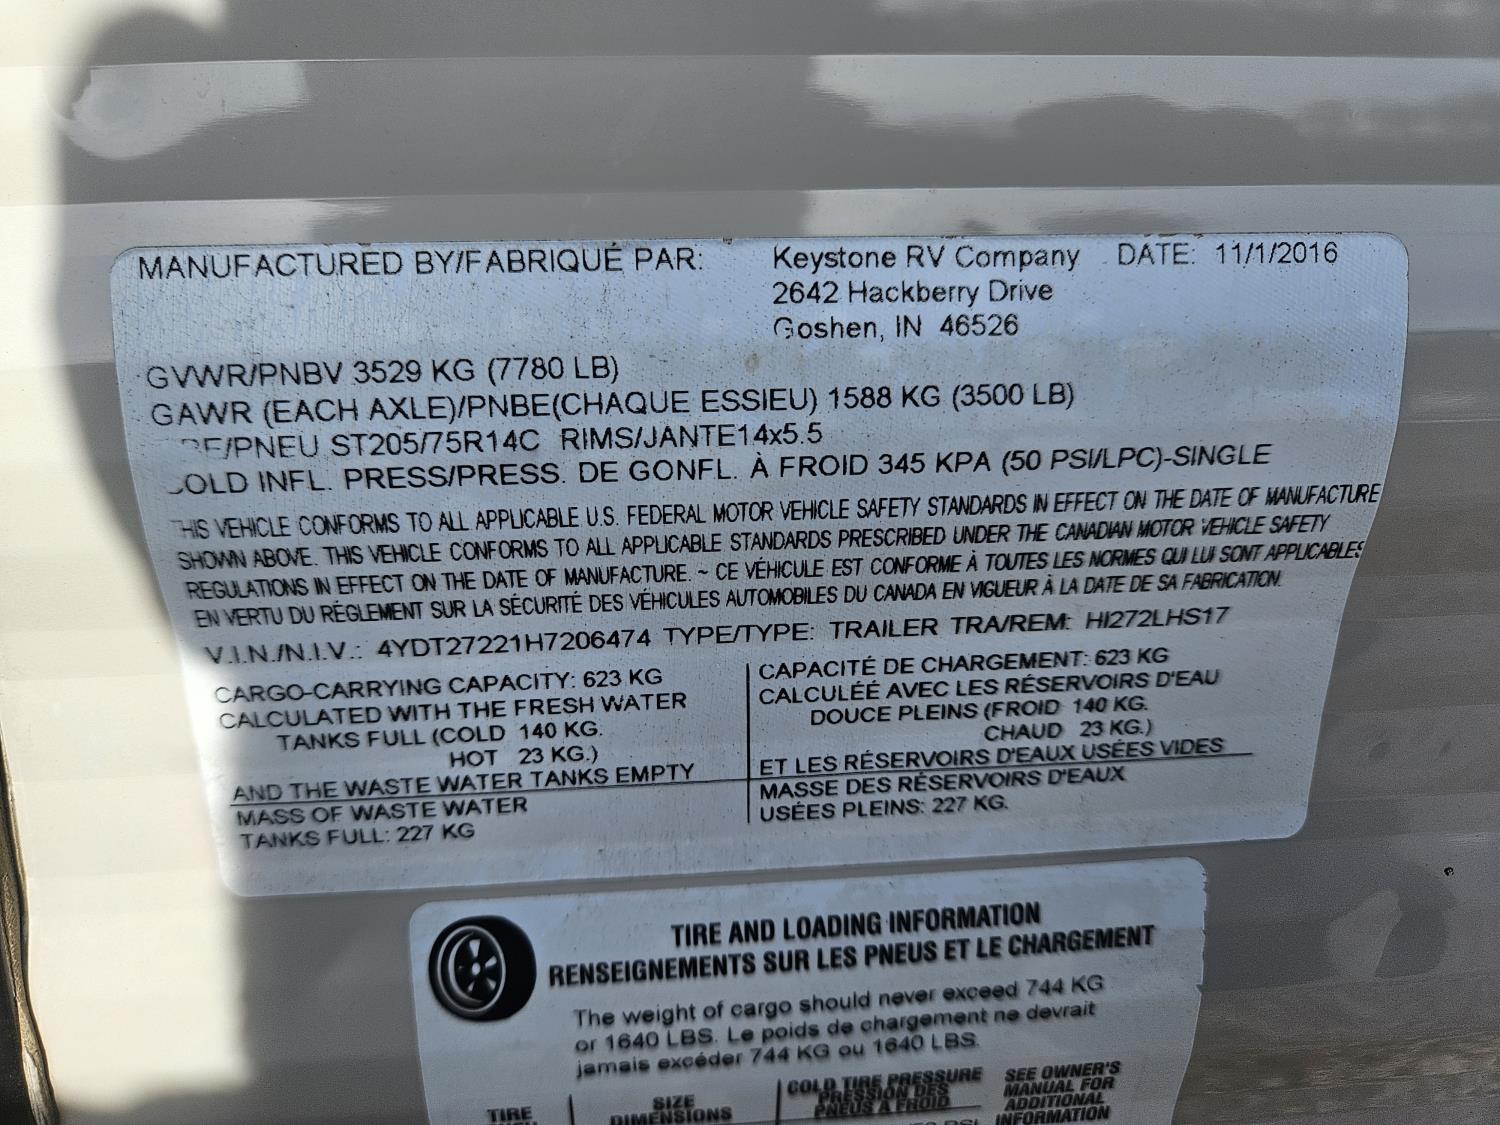 MANUFACTURED BY/FABRIQUÉ PAR: Keystone RV Company DATE: 11/1/2016
2642 Hackberry Drive
Goshen, IN 46526
GVWR/PNBV 3529 KG (7780 LB)
GAWR (EACH AXLE)/PNBE(CHAQUE ESSIEU) 1588 KG (3500 LB)
RE/PNEU ST205/75R14C RIMS/JANTE14x5.5
COLD INFL. PRESS/PRESS. DE GONFL. À FROID 345 KPA (50 PSI/LPC)-SINGLE
THIS VEHICLE CONFORMS TO ALL APPLICABLE U.S. FEDERAL MOTOR VEHICLE SAFETY STANDARDS IN EFFECT ON THE DATE OF MANUFACTURE
SHOWN ABOVE. THIS VEHICLE CONFORMS TO ALL APPLICABLE STANDARDS PRESCRIBED UNDER THE CANADIAN MOTOR VEHICLE SAFETY
REGULATIONS IN EFFECT ON THE DATE OF MANUFACTURE. ~ CE VÉHICULE EST CONFORME À TOUTES LES NORMES QUI LUI SONT APPLICABLES
EN VERTU DU RÉGLEMENT SUR LA SÉCURITÉ DES VÉHICULES AUTOMOBILES DU CANADA EN VIGUEUR À LA DATE DE SA FABRICATION.
V.I.N./N.I.V.: 4YDT27221H7206474 TYPE/TYPE: TRAILER TRA/REM: HI272LHS17
CARGO-CARRYING CAPACITY: 623 KG
CALCULATED WITH THE FRESH WATER
TANKS FULL (COLD 140 KG.
HOT 23 KG.)
AND THE WASTE WATER TANKS EMPTY
MASS OF WASTE WATER
TANKS FULL: 227 KG
CAPACITÉ DE CHARGEMENT: 623 KG
CALCULÉÉ AVEC LES RÉSERVOIRS D'EAU
DOUCE PLEINS (FROID 140 KG.
CHAUD 23 KG.)
ET LES RÉSERVOIRS D'EAUX USÉES VIDES
MASSE DES RÉSERVOIRS D'EAUX
USÉES PLEINS: 227 KG.
TIRE AND LOADING INFORMATION
RENSEIGNEMENTS SUR LES PNEUS ET LE CHARGEMENT
The weight of cargo should never exceed 744 KG
or 1640 LBS. Le poids de chargement ne devrait
jamais excéder 744 KG ou 1640 LBS.
TIRE
SIZE
DIMENSIONS
COLD TIRE PRESSURE
PRESSION DES
PNEUS A FROID
SEE OWNER'S
MANUAL FOR
ADDITIONAL
INFORMATION